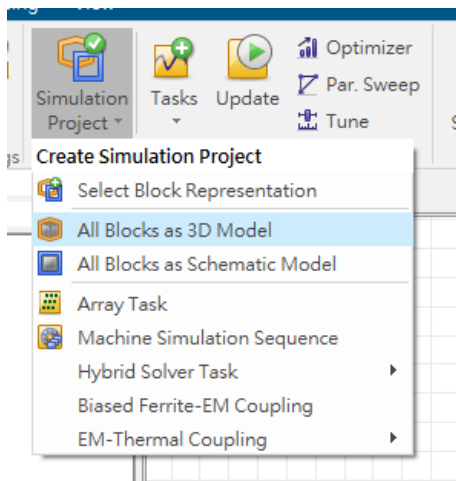 View
Simulation
Project
Tasks
Update
Optimizer
Par. Sweep
Tune
Create Simulation Project
Select Block Representation
All Blocks as 3D Model
All Blocks as Schematic Model
Array Task
Machine Simulation Sequence
Hybrid Solver Task
Biased Ferrite-EM Coupling
EM-Thermal Coupling